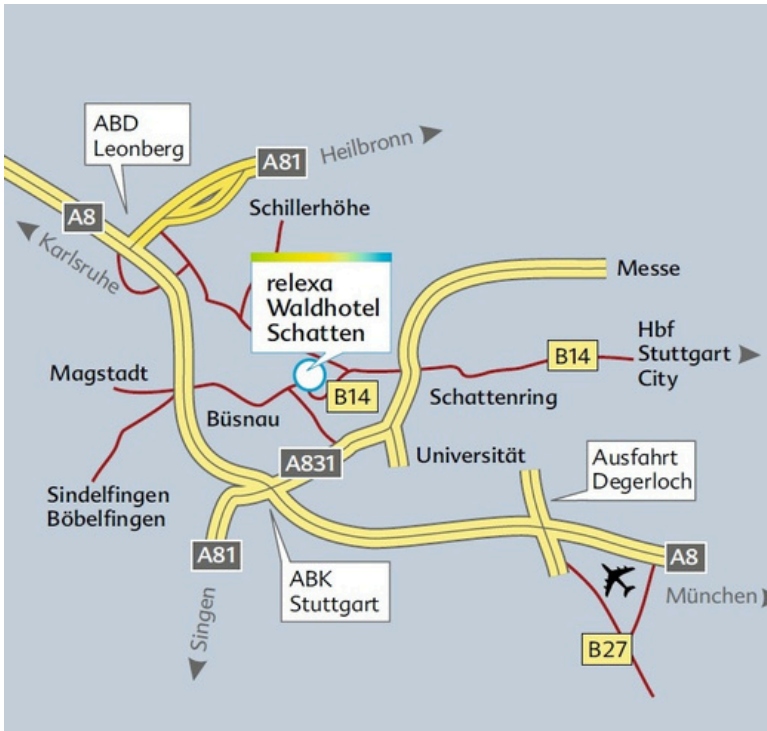 ABD
Leonberg
A81
Heilbronn
A8
Karlsruhe
Schillerhöhe
relexa
Waldhotel
Schatten
Messe
B14
Hbf
Stuttgart
City
Magstadt
Büsnau
B14
Schattenring
Sindelfingen
Böbelfingen
A831
Universität
Ausfahrt
Degerloch
A81
Singen
ABK
Stuttgart
A8
München
B27